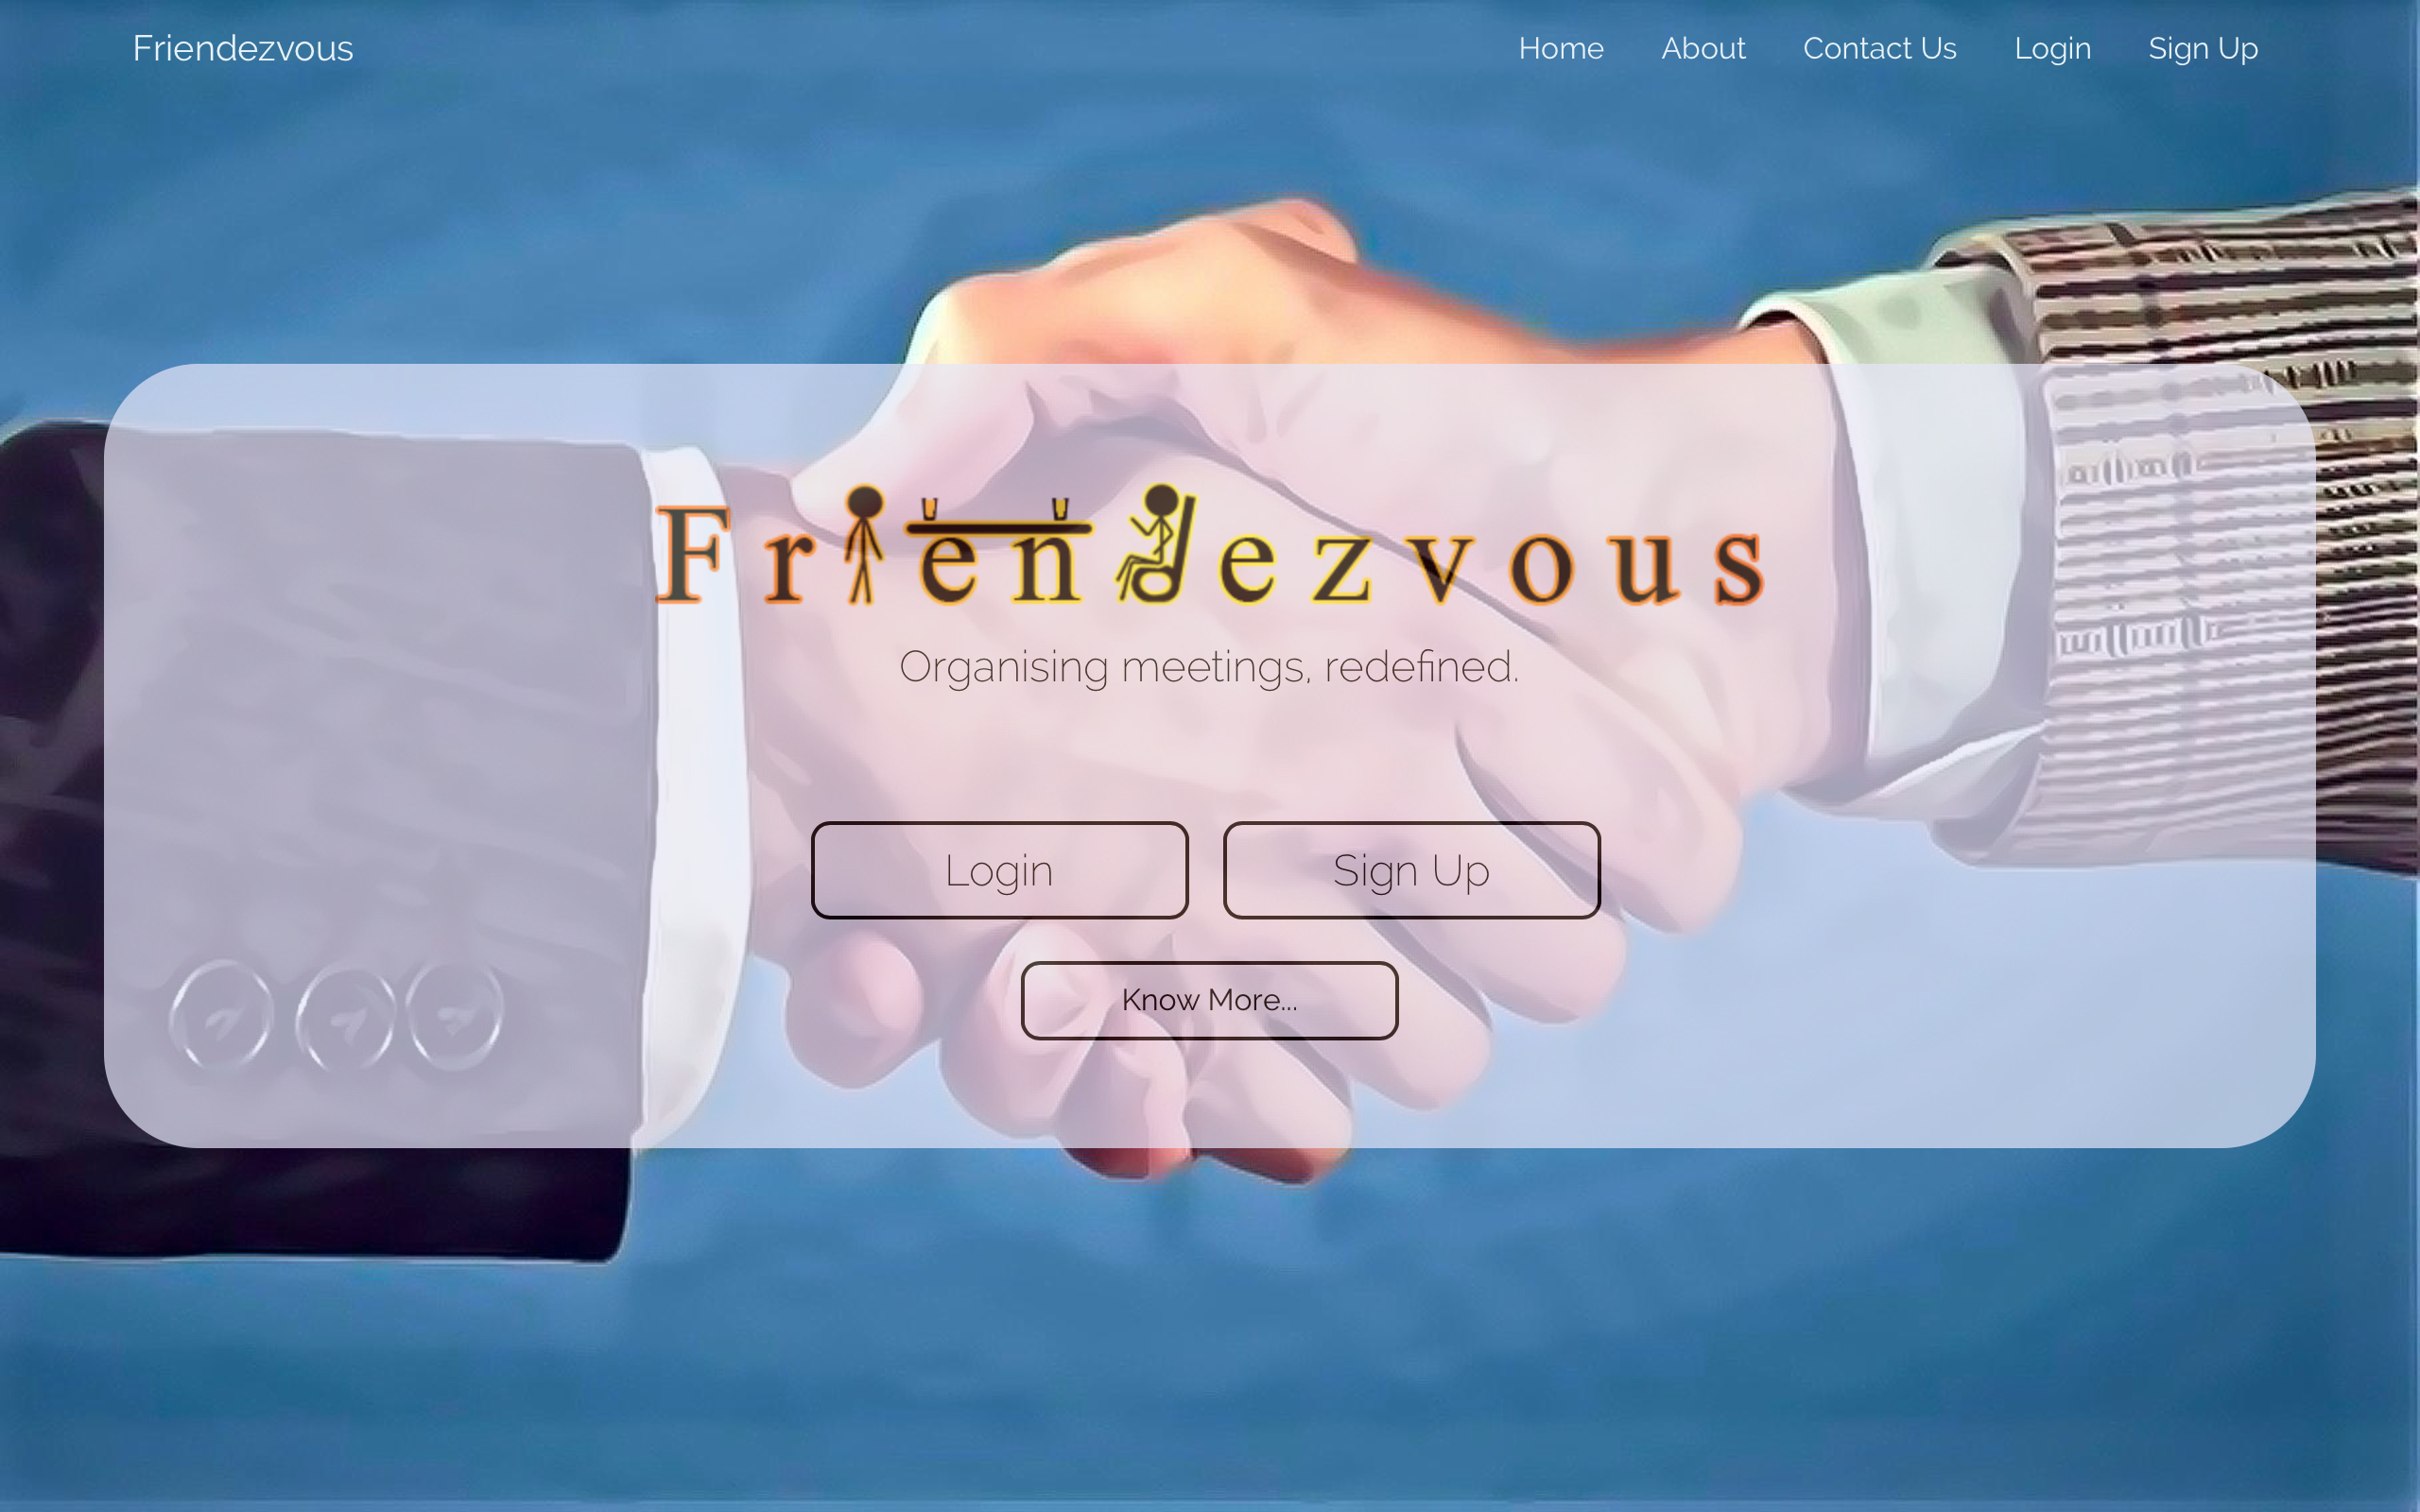 Friendezvous
Home About Contact Us Login Sign Up
Friendezvous
Organising meetings, redefined.
Login
Sign Up
Know More...